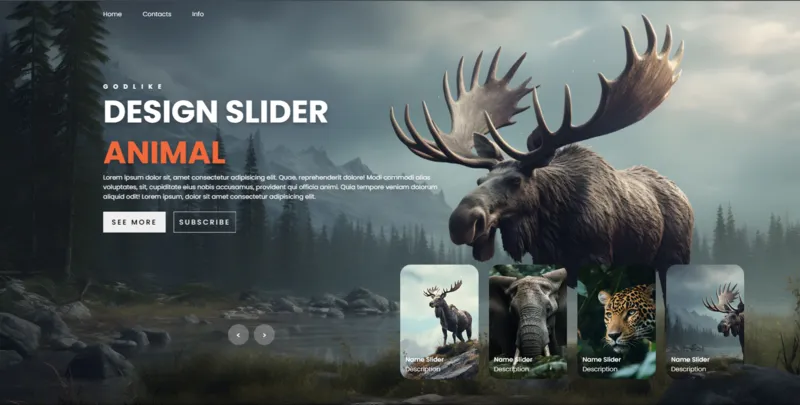 Home Contacts Info
GODLIKE
DESIGN SLIDER
ANIMAL
Lorem ipsum dolor sit, amet consectetur adipisicing elit. Quae, reprehenderit dolore! Modi commodi alias
voluptates, sit, cupiditate eius nobis accusamus, provident qui officia animi. Quia tempore veniam dolorum
aliquid odit! Lorem ipsum, dolor sit amet consectetur adipisicing elit.
SEE MORE SUBSCRIBE
< >
Name Slider Name Slider Name Slider Name Slider
Description Description Description Description